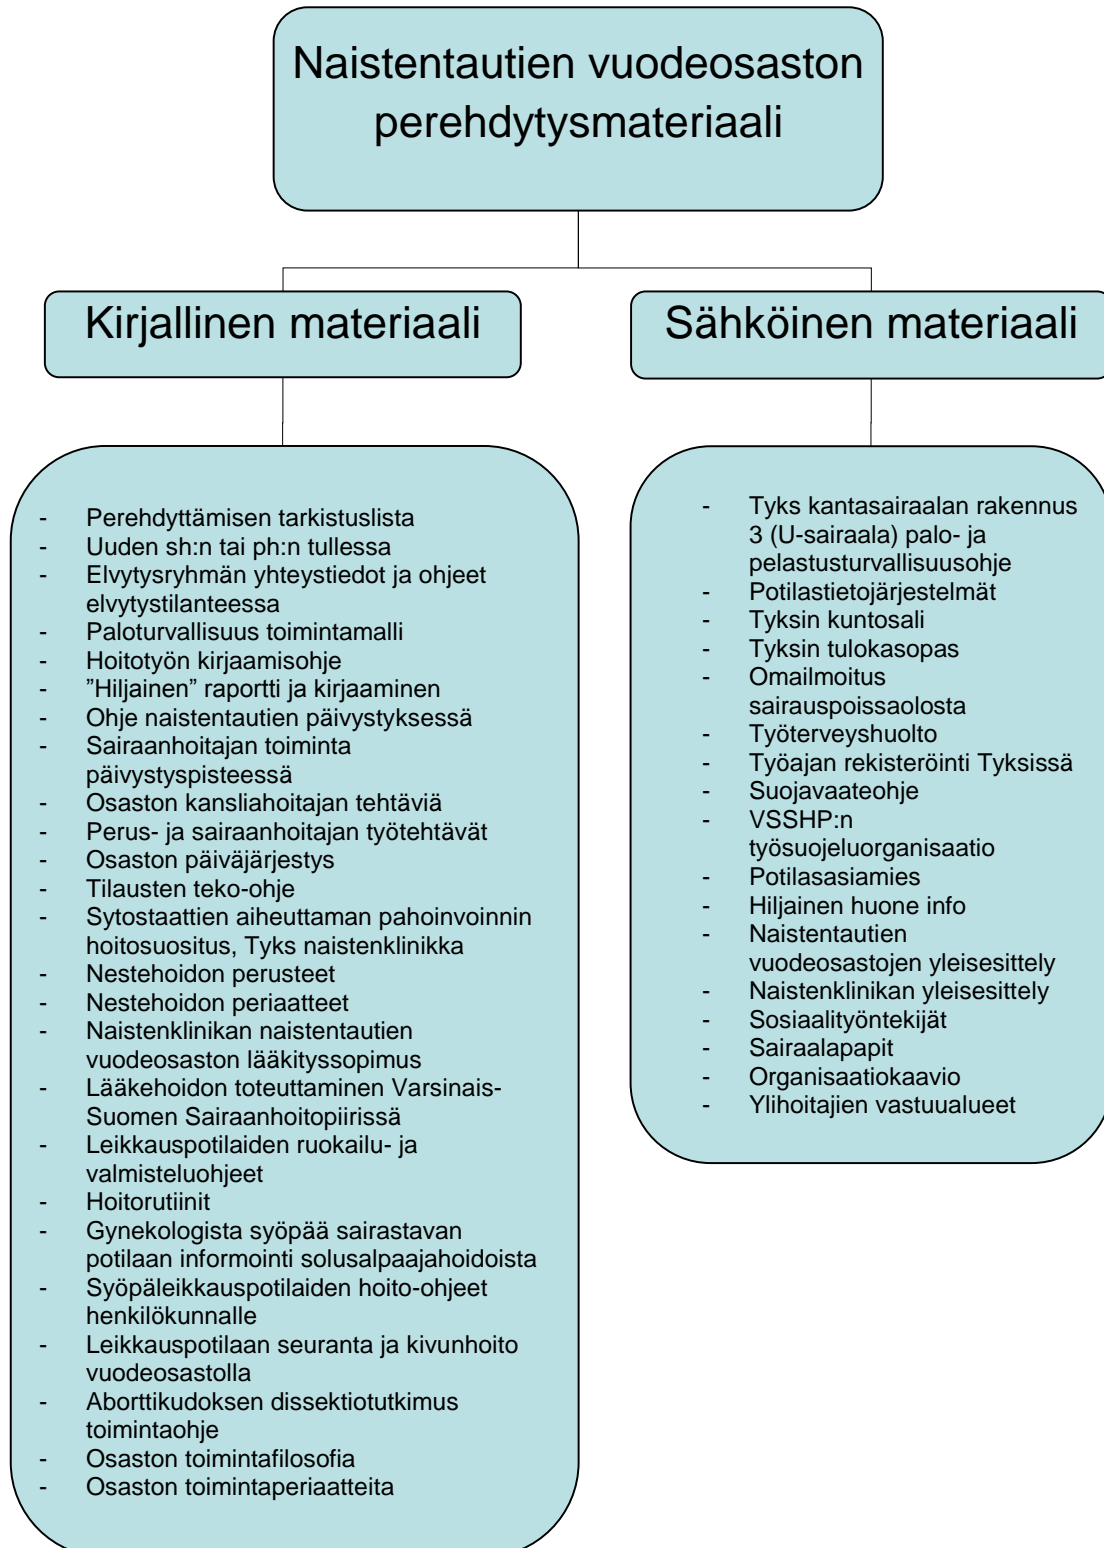 Naistentautien vuodeosaston
perehdytysmateriaali
Kirjallinen materiaali
- Perehdyttämisen tarkistuslista
- Uuden sh:n tai ph:n tullessa
- Elvytysryhmän yhteystiedot ja ohjeet
elvytystilanteessa
- Paloturvallisuus toimintamalli
- Hoitotyön kirjaamisohje
- ”Hiljainen” raportti ja kirjaaminen
- Ohje naistentautien päivystyksessä
- Sairaanhoitajan toiminta
päivystyspisteessä
- Osaston kansliahoitajan tehtäviä
- Perus- ja sairaanhoitajan työtehtävät
- Osaston päiväjärjestys
- Tilausten teko-ohje
- Sytostaattien aiheuttaman pahoinvoinnin
hoitosuositus, Tyks naistenklinikka
- Nestehoidon perusteet
- Nestehoidon periaatteet
- Naistenklinikan naistentautien
vuodeosaston lääkityssopimus
- Lääkehoidon toteuttaminen Varsinais-
Suomen Sairaanhoitopiirissä
- Leikkauspotilaiden ruokailu- ja
valmisteluohjeet
- Hoitorutiinit
- Gynekologista syöpää sairastavan
potilaan informointi solusalpaajahoidoista
- Syöpäleikkauspotilaiden hoito-ohjeet
henkilökunnalle
- Leikkauspotilaan seuranta ja kivunhoito
vuodeosastolla
- Aborttikudoksen dissektiotutkimus
toimintaohje
- Osaston toimintafilosofia
- Osaston toimintaperiaatteita
Sähköinen materiaali
- Tyks kantasairaalan rakennus
3 (U-sairaala) palo- ja
pelastusturvallisuusohje
- Potilastietojärjestelmät
- Tyksin kuntosali
- Tyksin tulokasopas
- Omailmoitus
sairauspoissaolosta
- Työterveyshuolto
- Työajan rekisteröinti Tyksissä
- Suojavaateohje
- VSSHP:n
työsuojeluorganisaatio
- Potilasasiamies
- Hiljainen huone info
- Naistentautien
vuodeosastojen yleisesittely
- Naistenklinikan yleisesittely
- Sosiaalityöntekijät
- Sairaalapapit
- Organisaatiokaavio
- Ylihoitajien vastuualueet